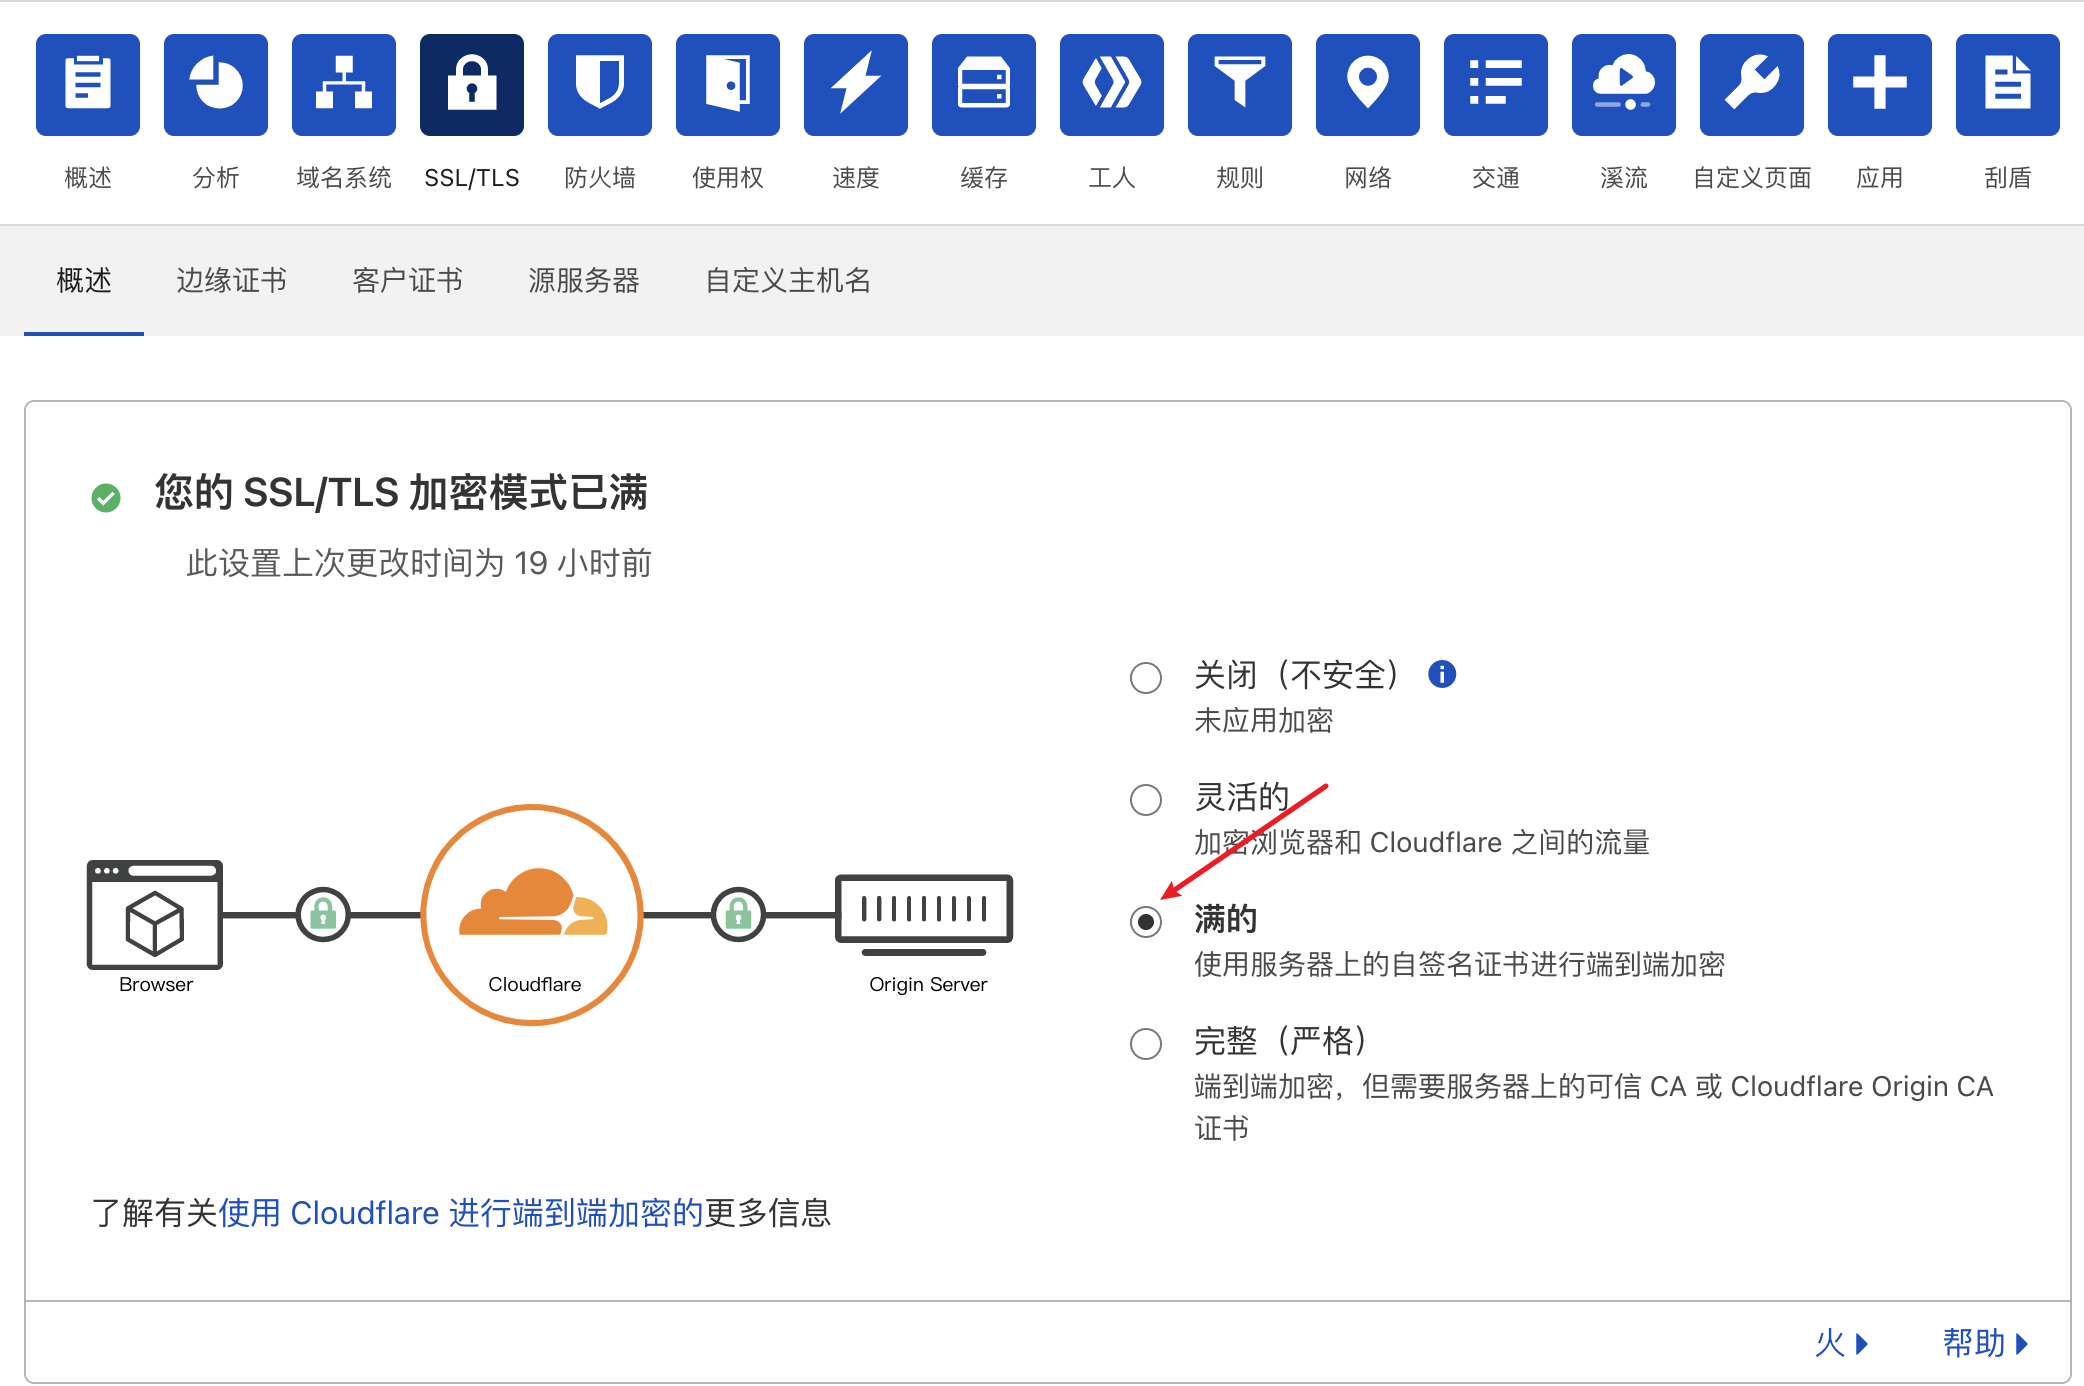 概述 分析 域名系统 SSL/TLS 防火墙 使用权 速度 缓存 工人 规则 网络 交通 溪流 自定义页面 应用 刮盾
概述 边缘证书 客户证书 源服务器 自定义主机名
您的 SSL/TLS 加密模式已满
此设置上次更改时间为 19 小时前
关闭（不安全）
未应用加密
灵活的
加密浏览器和 Cloudflare 之间的流量
满的
使用服务器上的自签名证书进行端到端加密
完整（严格）
端到端加密，但需要服务器上的可信 CA 或 Cloudflare Origin CA
证书
Browser Cloudflare Origin Server
了解有关使用 Cloudflare 进行端到端加密的更多信息
火 帮助